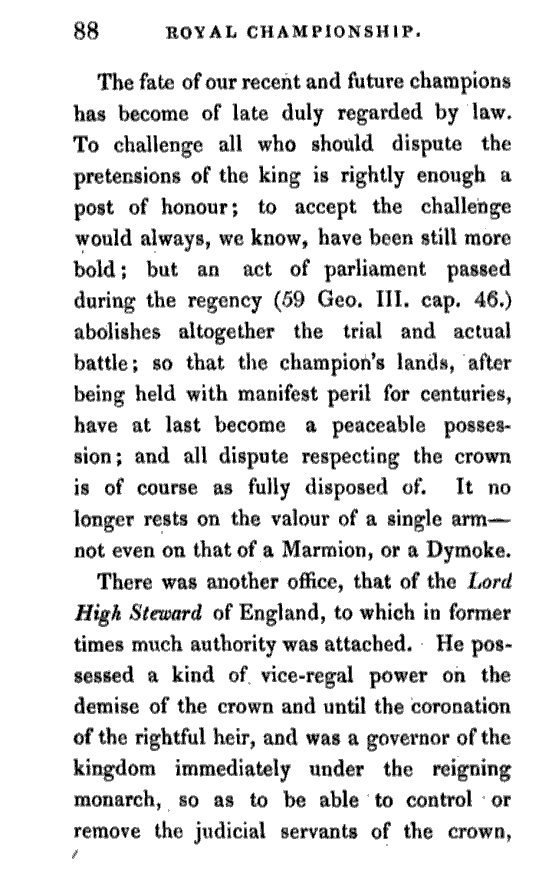 88 ROYAL CHAMPIONSHIP.
The fate of our recent and future champions
has become of late duly regarded by law.
To challenge all who should dispute the
pretensions of the king is rightly enough a
post of honour; to accept the challenge
would always, we know, have been still more
bold; but an act of parliament passed
during the regency (59 Geo. III. cap. 46.)
abolishes altogether the trial and actual
battle; so that the champion's lands, after
being held with manifest peril for centuries,
have at last become a peaceable posses-
sion; and all dispute respecting the crown
is of course as fully disposed of. It no
longer rests on the valour of a single arm—
not even on that of a Marmion, or a Dymoke.
There was another office, that of the Lord
High Steward of England, to which in former
times much authority was attached. He pos-
sessed a kind of vice-regal power on the
demise of the crown and until the coronation
of the rightful heir, and was a governor of the
kingdom immediately under the reigning
monarch, so as to be able to control or
remove the judicial servants of the crown,